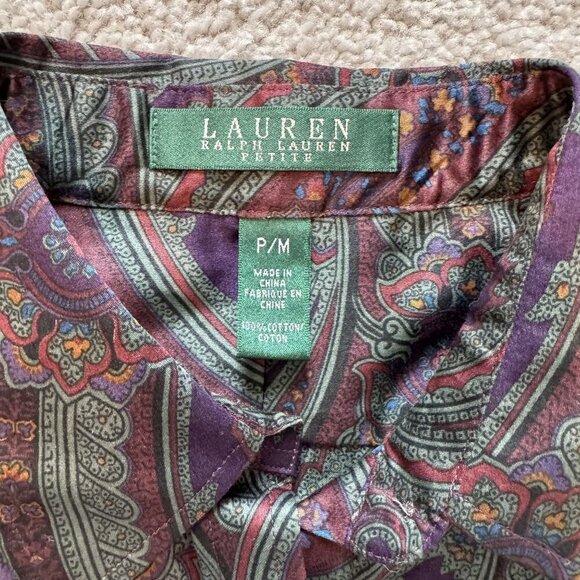 LAUREN
RALPH LAUREN
PETITE
P/M
MADE IN
CHINA
FABRIQUE EN
CHINE
100% COTTON/
COTON